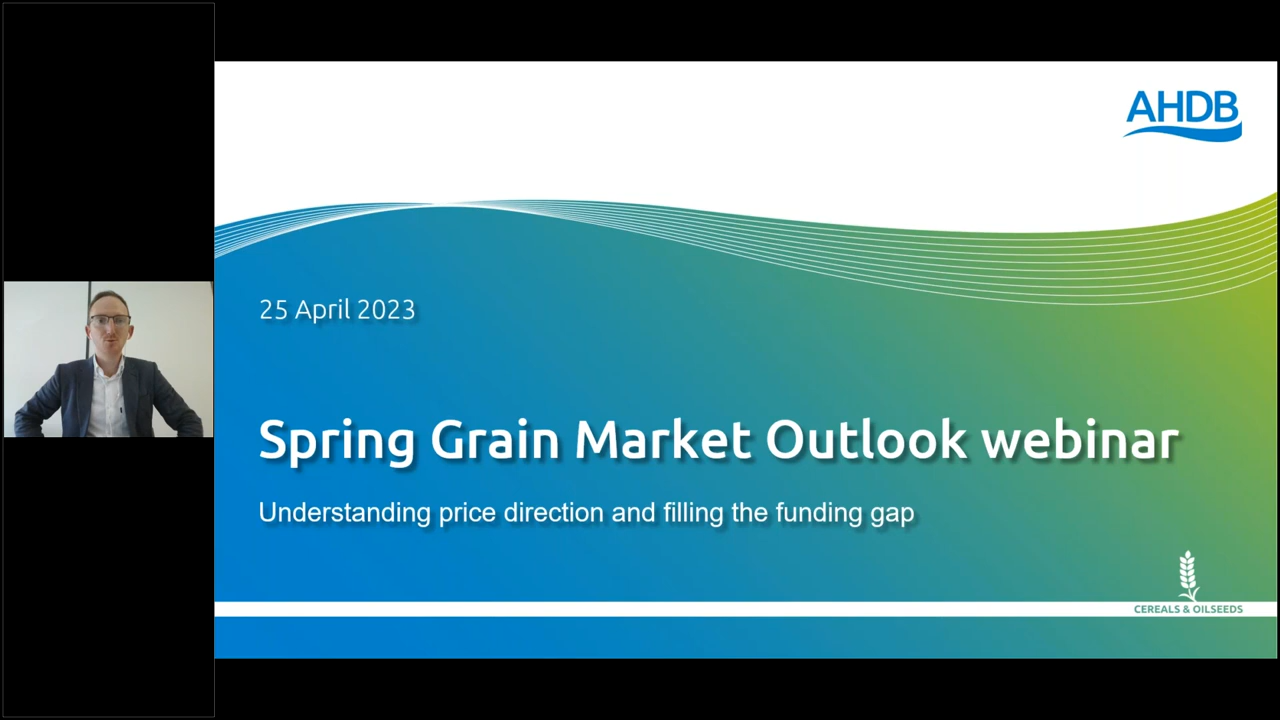 AHDB
25 April 2023
Spring Grain Market Outlook webinar
Understanding price direction and filling the funding gap
CEREALS & OILSEEDS